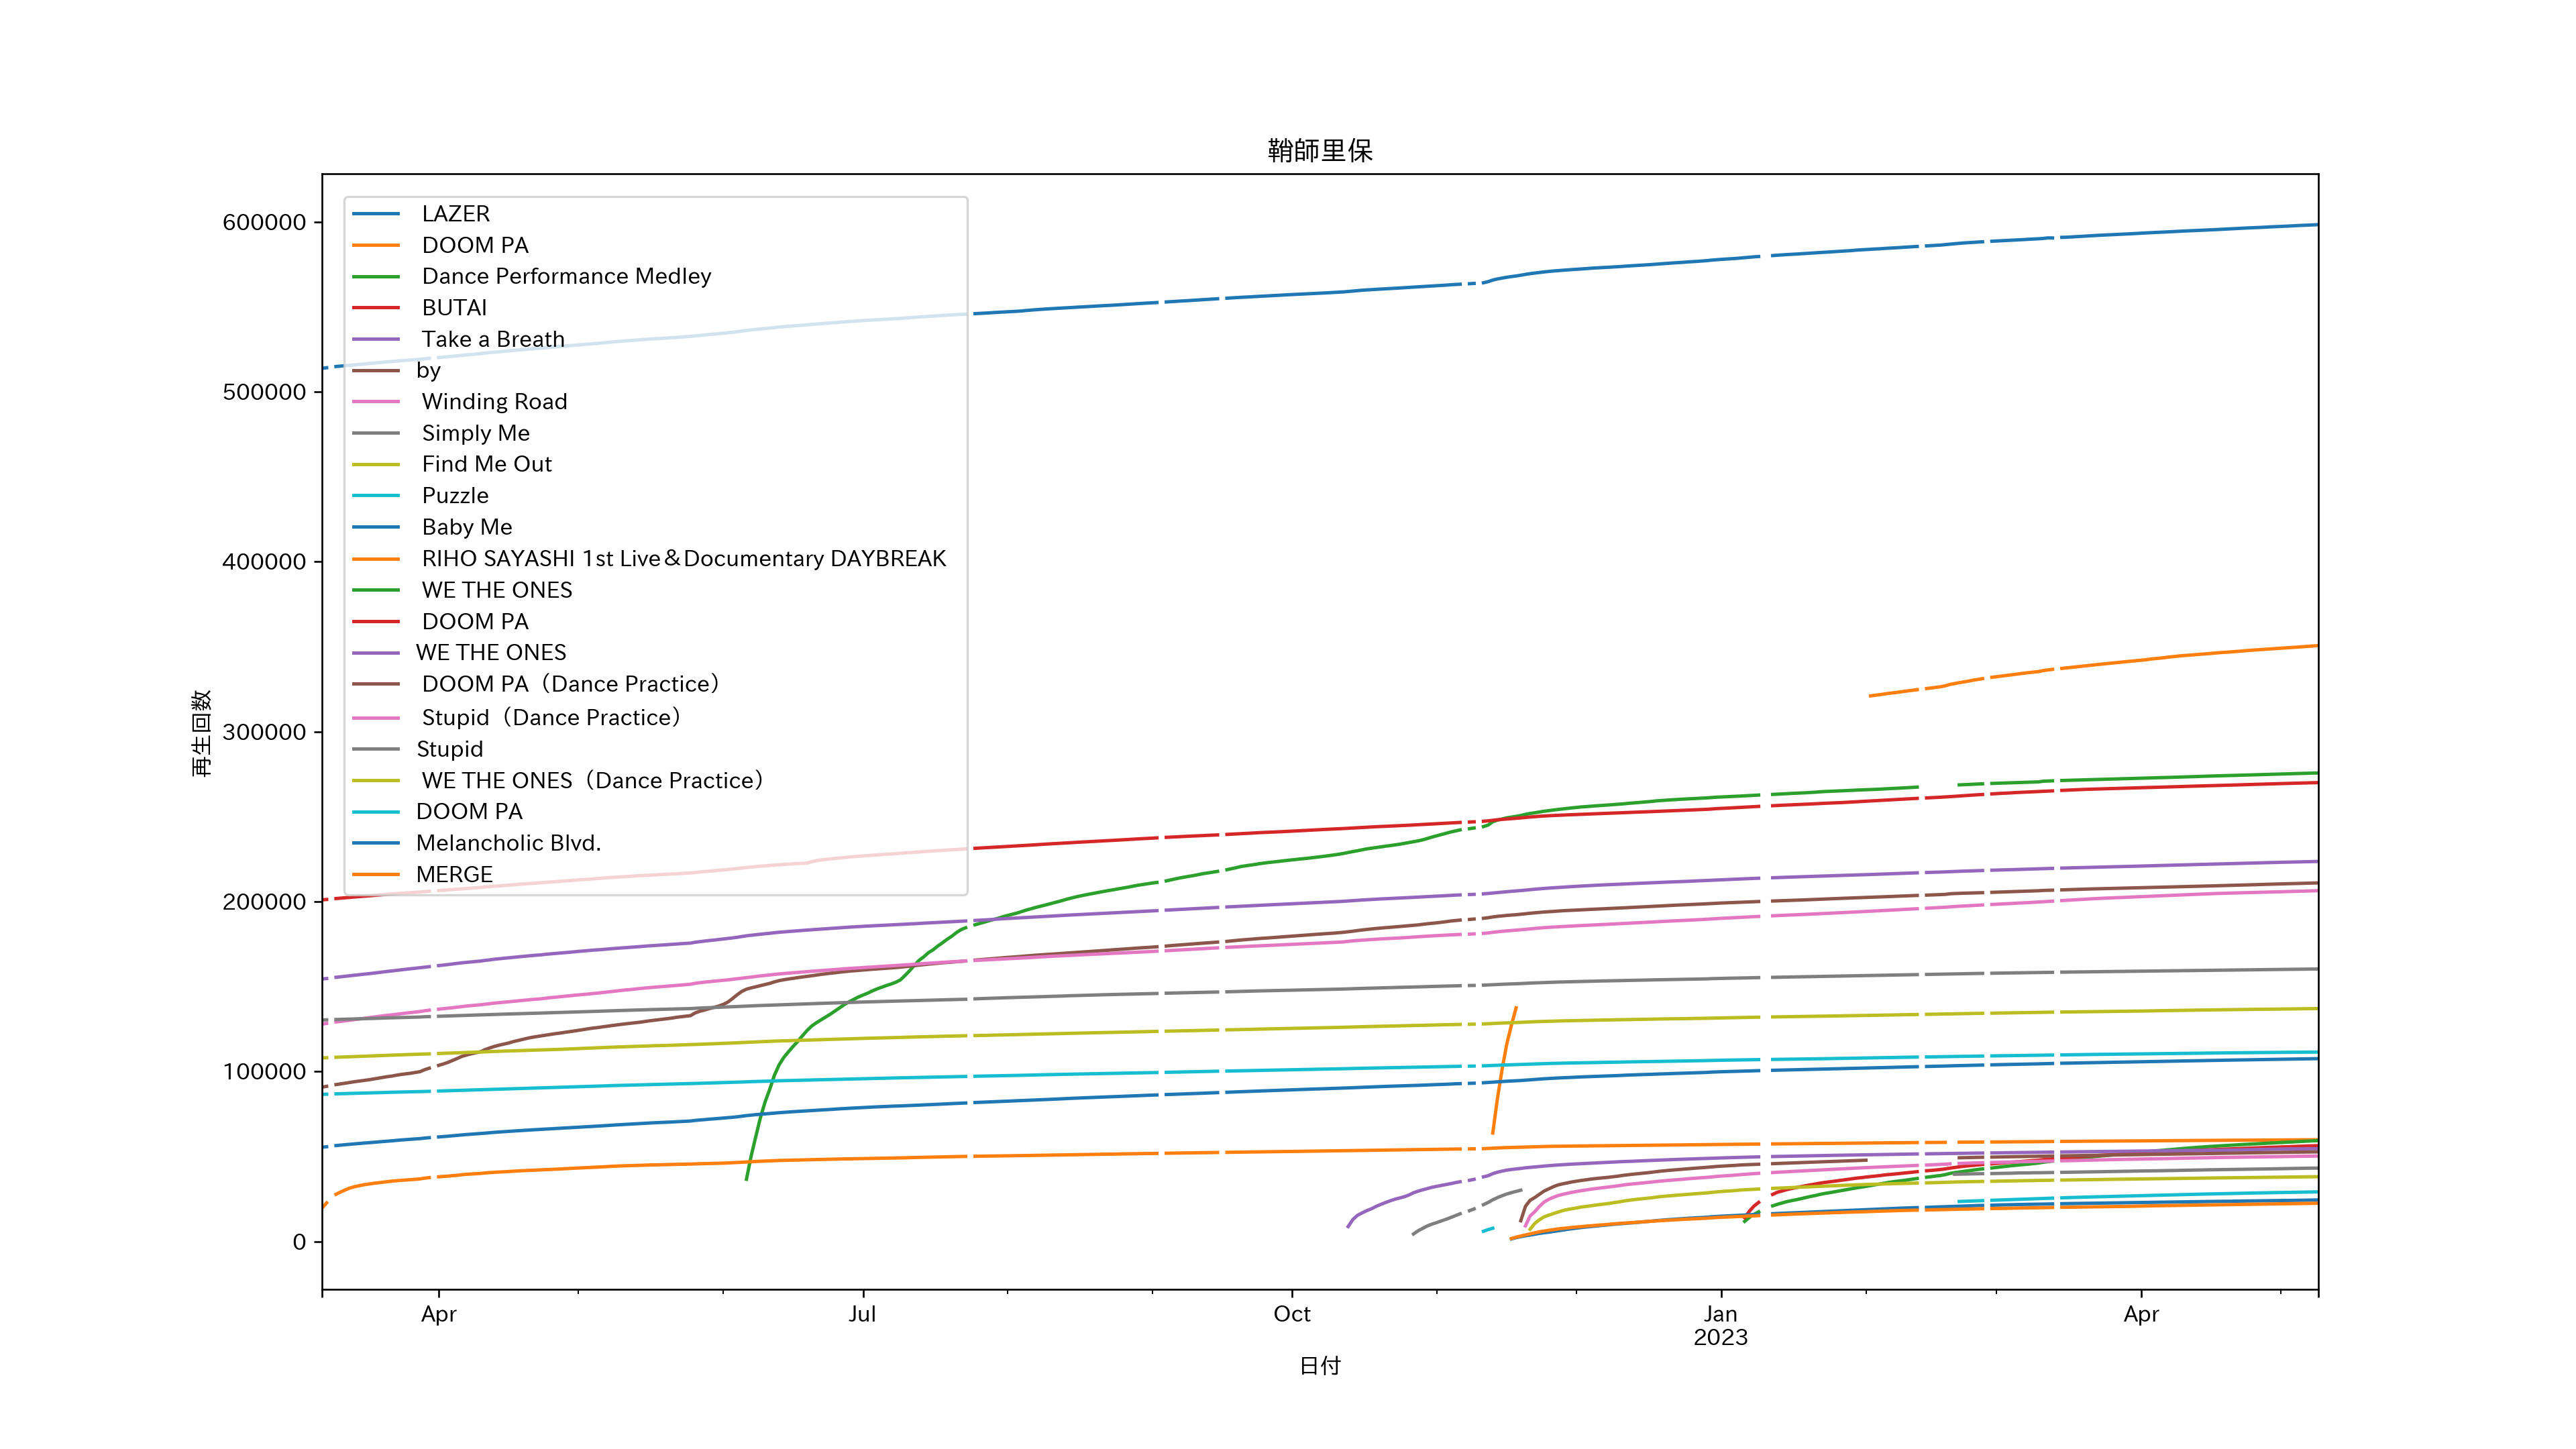 鞘師里保
600000
500000
400000
300000
200000
100000
0
再生回数
LAZER
DOOM PA
Dance Performance Medley
BUTAI
Take a Breath
by
Winding Road
Simply Me
Find Me Out
Puzzle
Baby Me
RIHO SAYASHI 1st Live＆Documentary DAYBREAK
WE THE ONES
DOOM PA
WE THE ONES
DOOM PA（Dance Practice）
Stupid（Dance Practice）
Stupid
WE THE ONES（Dance Practice）
DOOM PA
Melancholic Blvd.
MERGE
Apr
Jul
Oct
Jan
2023
Apr
日付